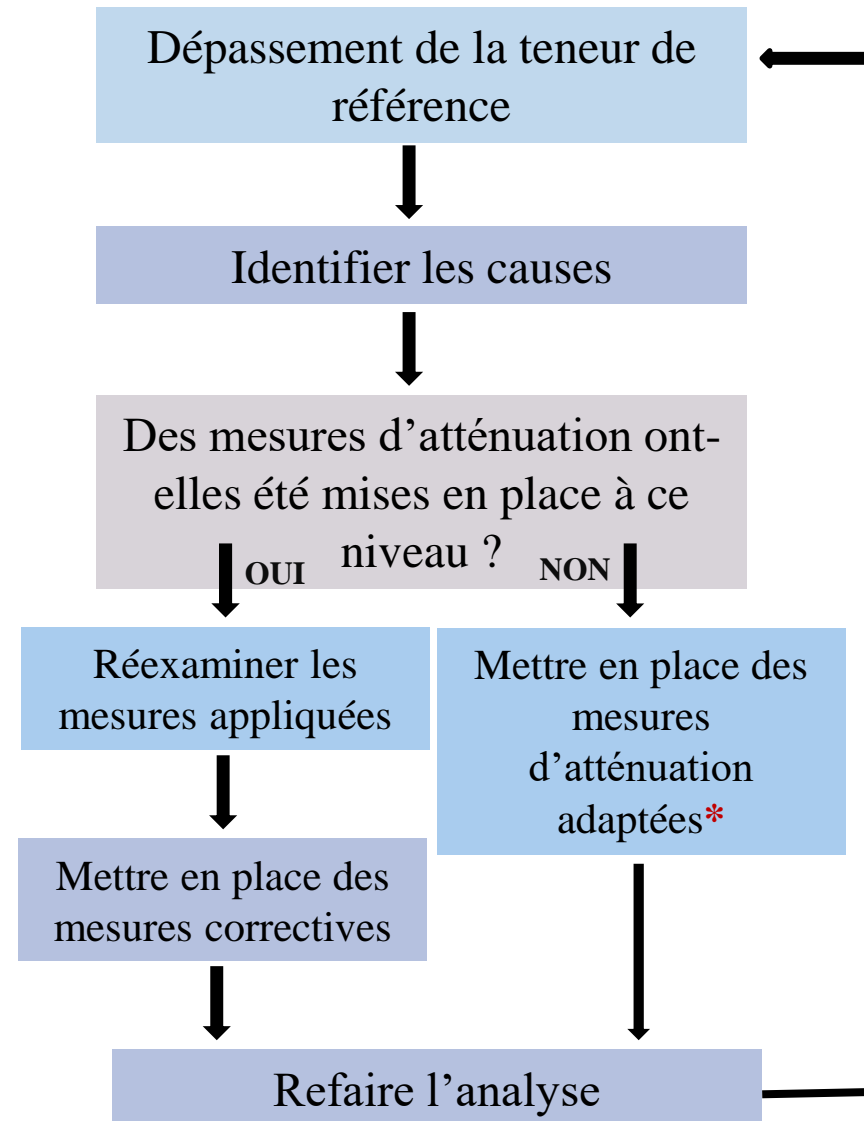 Dépassement de la teneur de
référence
Identifier les causes
Des mesures d’atténuation ont-
elles été mises en place à ce
niveau ?
OUI
NON
Réexaminer les
mesures appliquées
Mettre en place des
mesures
d’atténuation
adaptées*
Mettre en place des
mesures correctives
Refaire l’analyse